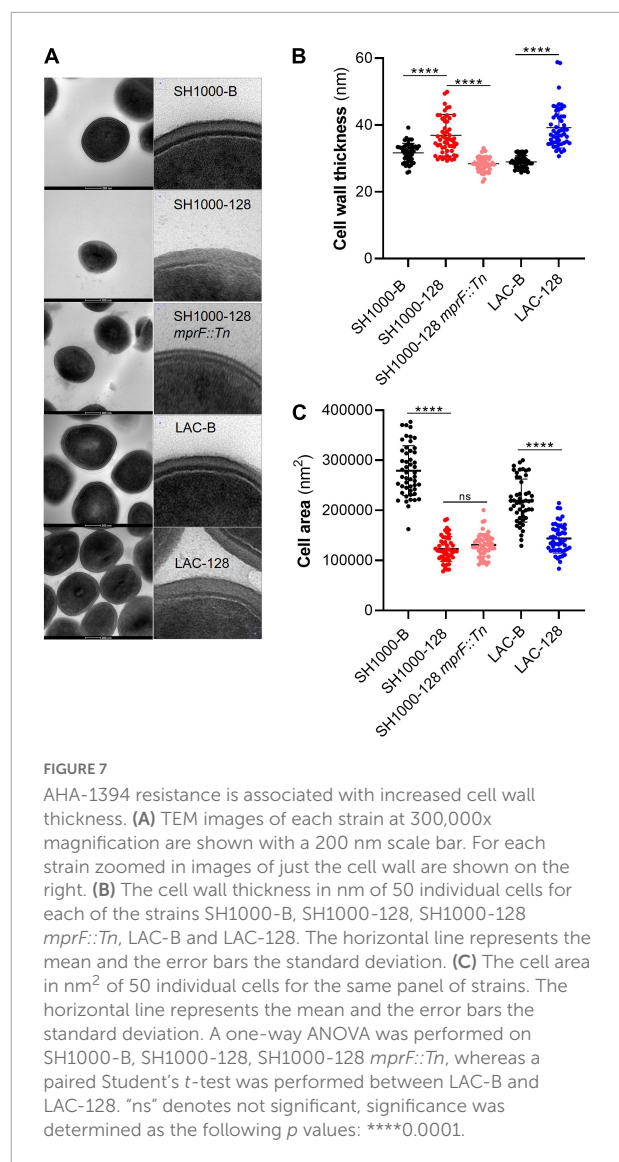 A
SH1000-B
SH1000-128
SH1000-128
mprF::Tn
LAC-B
LAC-128
B
****
****
****
Cell wall thickness (nm)
60
40
20
0
SH1000-B
SH1000-128
SH1000-128 mprF::Tn
LAC-B
LAC-128
C
****
ns
****
Cell area (nm²)
400000
300000
200000
100000
0
SH1000-B
SH1000-128
SH1000-128 mprF::Tn
LAC-B
LAC-128
FIGURE 7
AHA-1394 resistance is associated with increased cell wall
thickness. (A) TEM images of each strain at 300,000x
magnification are shown with a 200 nm scale bar. For each
strain zoomed in images of just the cell wall are shown on the
right. (B) The cell wall thickness in nm of 50 individual cells for
each of the strains SH1000-B, SH1000-128, SH1000-128
mprF::Tn, LAC-B and LAC-128. The horizontal line represents the
mean and the error bars the standard deviation. (C) The cell area
in nm² of 50 individual cells for the same panel of strains. The
horizontal line represents the mean and the error bars the
standard deviation. A one-way ANOVA was performed on
SH1000-B, SH1000-128, SH1000-128 mprF::Tn, whereas a
paired Student's t-test was performed between LAC-B and
LAC-128. "ns" denotes not significant, significance was
determined as the following p values: ****0.0001.